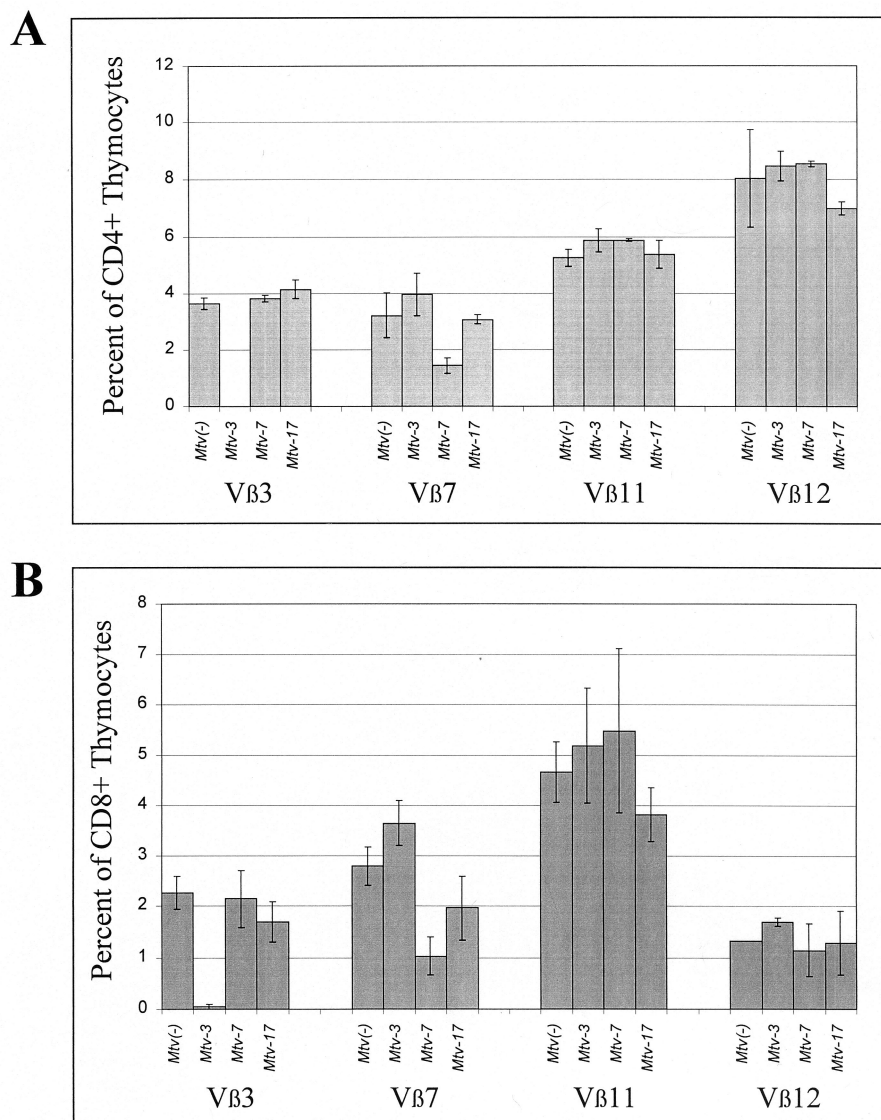 A
Percent of CD4+ Thymocytes
12
10
8
6
4
2
0
Mtv(-) Mtv-3 Mtv-7 Mtv-17 Mtv(-) Mtv-3 Mtv-7 Mtv-17 Mtv(-) Mtv-3 Mtv-7 Mtv-17 Mtv(-) Mtv-3 Mtv-7 Mtv-17
Vß3 Vß7 Vß11 Vß12
B
Percent of CD8+ Thymocytes
8
7
6
5
4
3
2
1
0
Mtv(-) Mtv-3 Mtv-7 Mtv-17 Mtv(-) Mtv-3 Mtv-7 Mtv-17 Mtv(-) Mtv-3 Mtv-7 Mtv-17 Mtv(-) Mtv-3 Mtv-7 Mtv-17
Vß3 Vß7 Vß11 Vß12